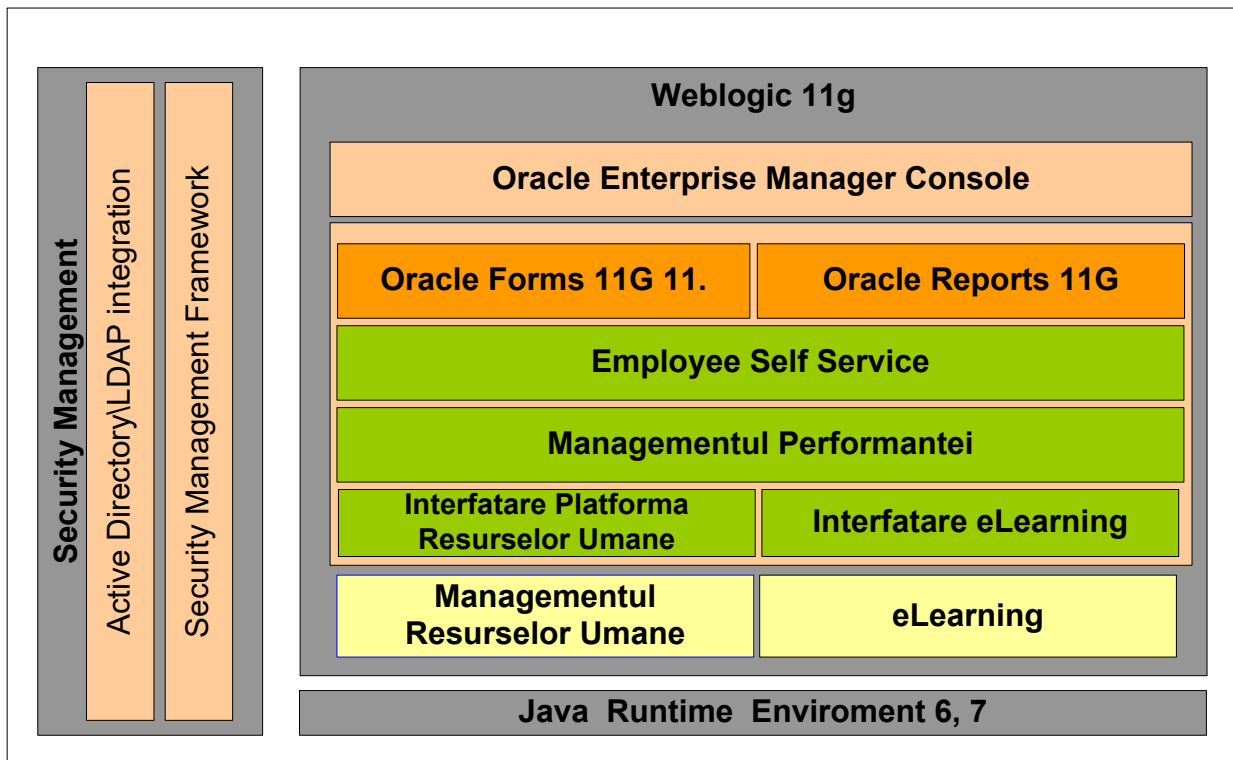 Security Management
Active Directory\LDAP integration
Security Management Framework
Weblogic 11g
Oracle Enterprise Manager Console
Oracle Forms 11G 11.
Oracle Reports 11G
Employee Self Service
Managementul Performantei
Interfatare Platforma
Resurselor Umane
Interfatare eLearning
Managementul
Resurselor Umane
eLearning
Java Runtime Enviroment 6, 7